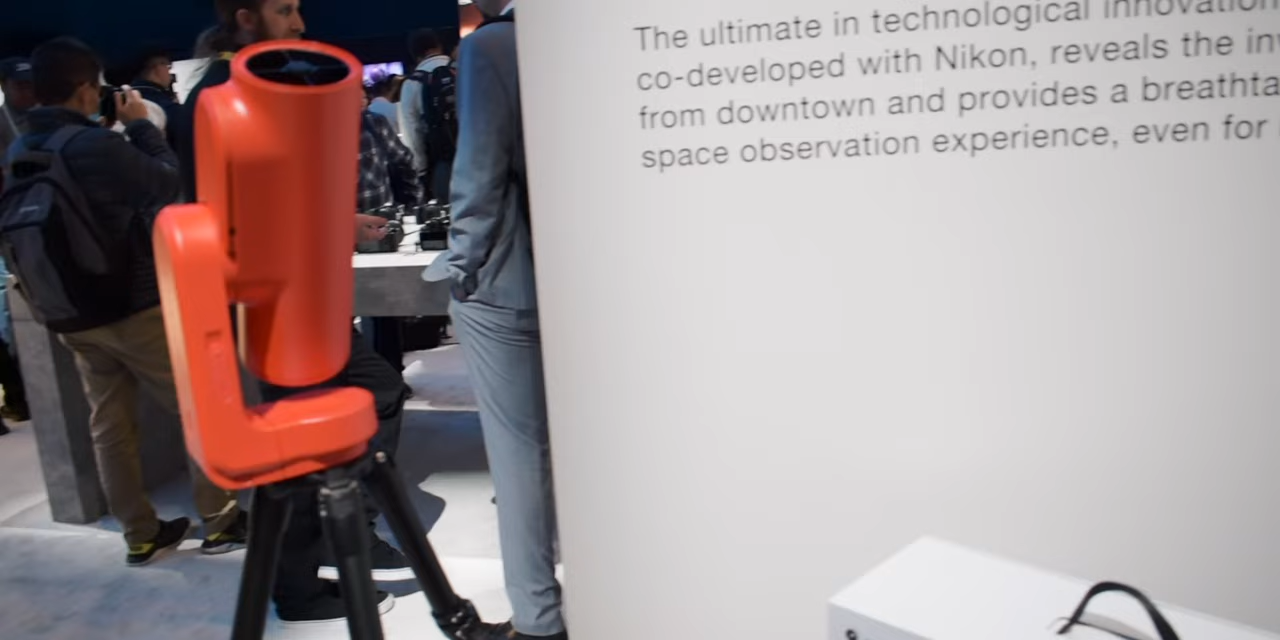 The ultimate in technological innovation
co-developed with Nikon, reveals the
from downtown and provides a
space observation experience, even for